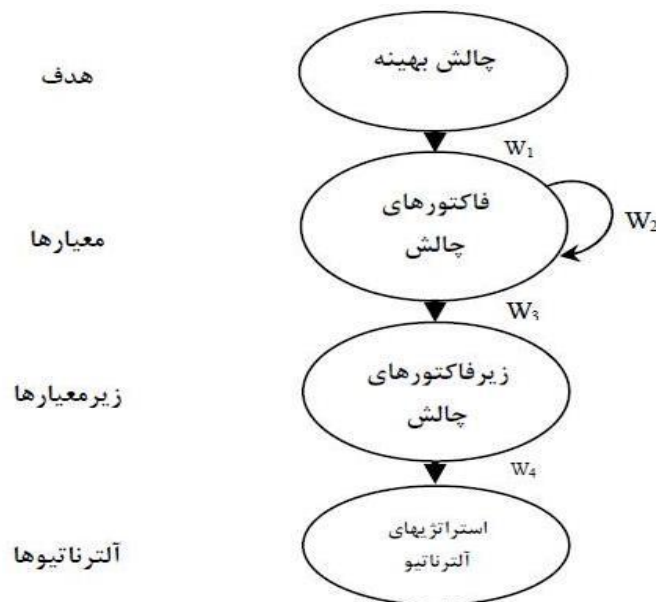 چالش بهینه
هدف
W1
فاکتورهای
چالش
معیارها
W2
W3
زیرفاکتورهای
چالش
زیرمعیارها
W4
استراتژیهای
آلترناتیو
آلترناتیوها